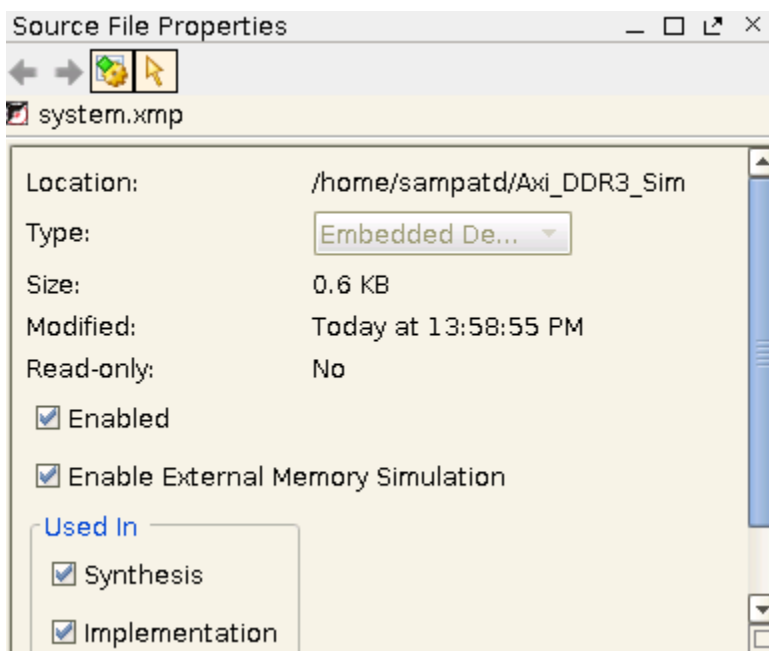 Source File Properties
system.xmp
Location: /home/sampatd/Axi_DDR3_Sim
Type: Embedded De...
Size: 0.6 KB
Modified: Today at 13:58:55 PM
Read-only: No
Enabled
Enable External Memory Simulation
Used In
Synthesis
Implementation